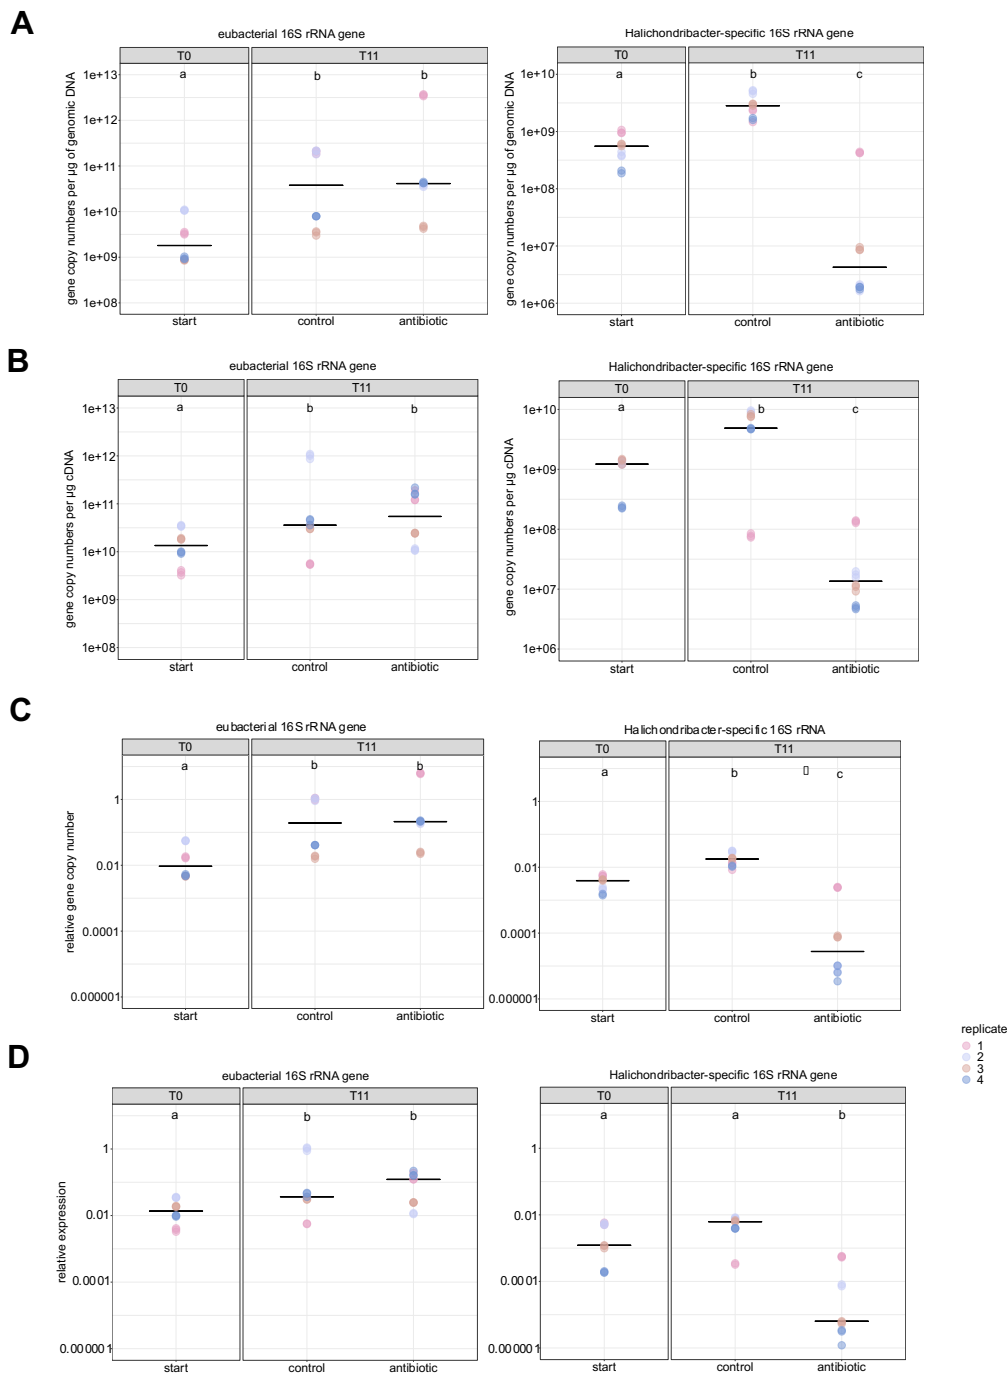 A
eubacterial 16S rRNA gene
T0
T11
a
b
b
1e+13
1e+12
1e+11
1e+10
1e+09
1e+08
gene copy numbers per µg of genomic DNA
start
control
antibiotic
Halichondribacter-specific 16S rRNA gene
T0
T11
a
b
c
1e+10
1e+09
1e+08
1e+07
1e+06
gene copy numbers per µg of genomic DNA
start
control
antibiotic
B
eubacterial 16S rRNA gene
T0
T11
a
b
b
1e+13
1e+12
1e+11
1e+10
1e+09
1e+08
gene copy numbers per µg cDNA
start
control
antibiotic
Halichondribacter-specific 16S rRNA gene
T0
T11
a
b
c
1e+10
1e+09
1e+08
1e+07
1e+06
gene copy numbers per µg cDNA
start
control
antibiotic
C
eubacterial 16S rRNA gene
T0
T11
a
b
b
1
0.01
0.0001
0.000001
relative gene copy number
start
control
antibiotic
Halichondribacter-specific 16S rRNA
T0
T11
a
b
c
1
0.01
0.0001
0.000001
start
control
antibiotic
replicate
1
2
3
4
D
eubacterial 16S rRNA gene
T0
T11
a
b
b
1
0.01
0.0001
0.000001
relative expression
start
control
antibiotic
Halichondribacter-specific 16S rRNA gene
T0
T11
a
a
b
1
0.01
0.0001
0.000001
start
control
antibiotic